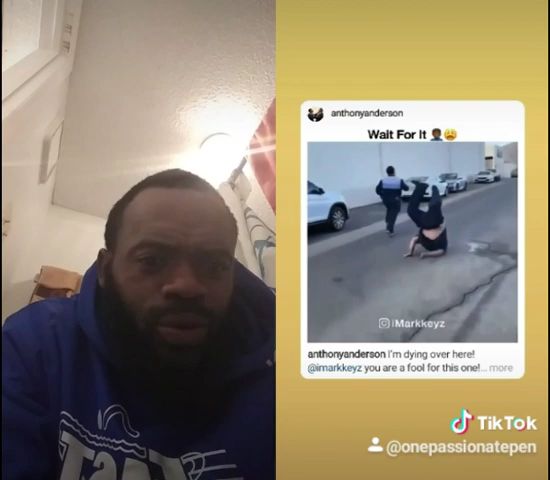 anthonyanderson
Wait For It 🤦🏾‍♂️😩
iMarkkeyz
anthonyanderson I'm dying over here!
@imarkkeyz you are a fool for this one!... more
TikTok
@onepassionatepen